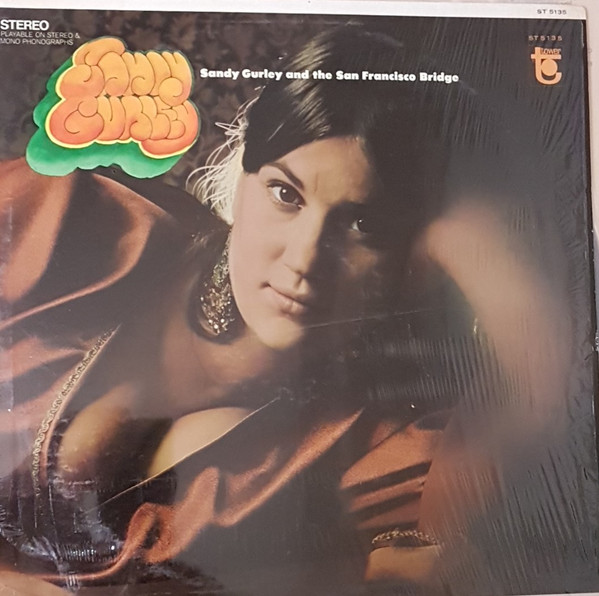 ST 5135
STEREO
PLAYABLE ON STEREO &
MONO PHONOGRAPHS
ST 5135
tower
SANDY
GURLEY
Sandy Gurley and the San Francisco Bridge